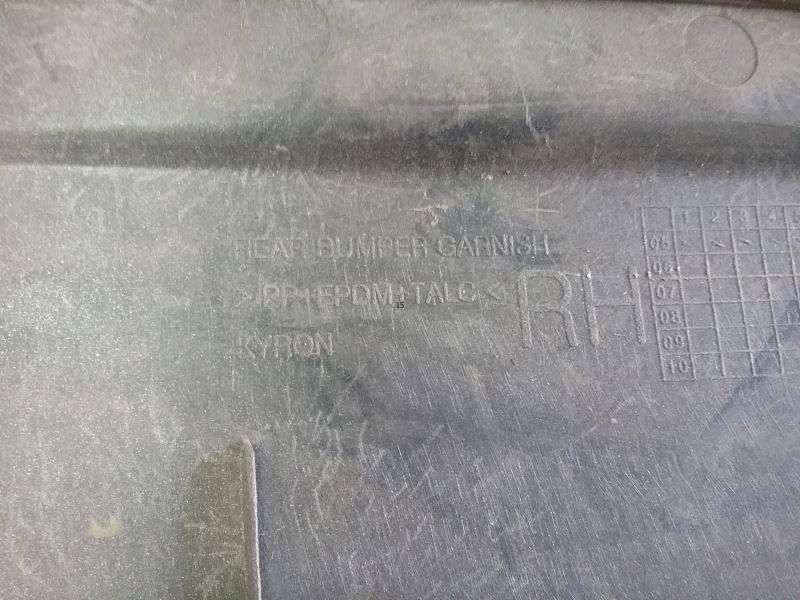 REAR BUMPER GARNISH
>PP+EPDM+TALC<
15
RH
KYRON
1 2 3 4 5
05 > > > >
06
07
08
09
10